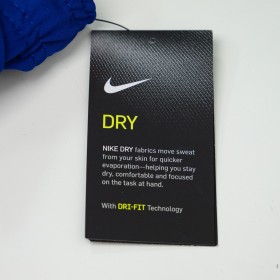 DRY
NIKE DRY fabrics move sweat
from your skin for quicker
evaporation—helping you stay
dry, comfortable and focused
on the task at hand.
With DRI-FIT Technology